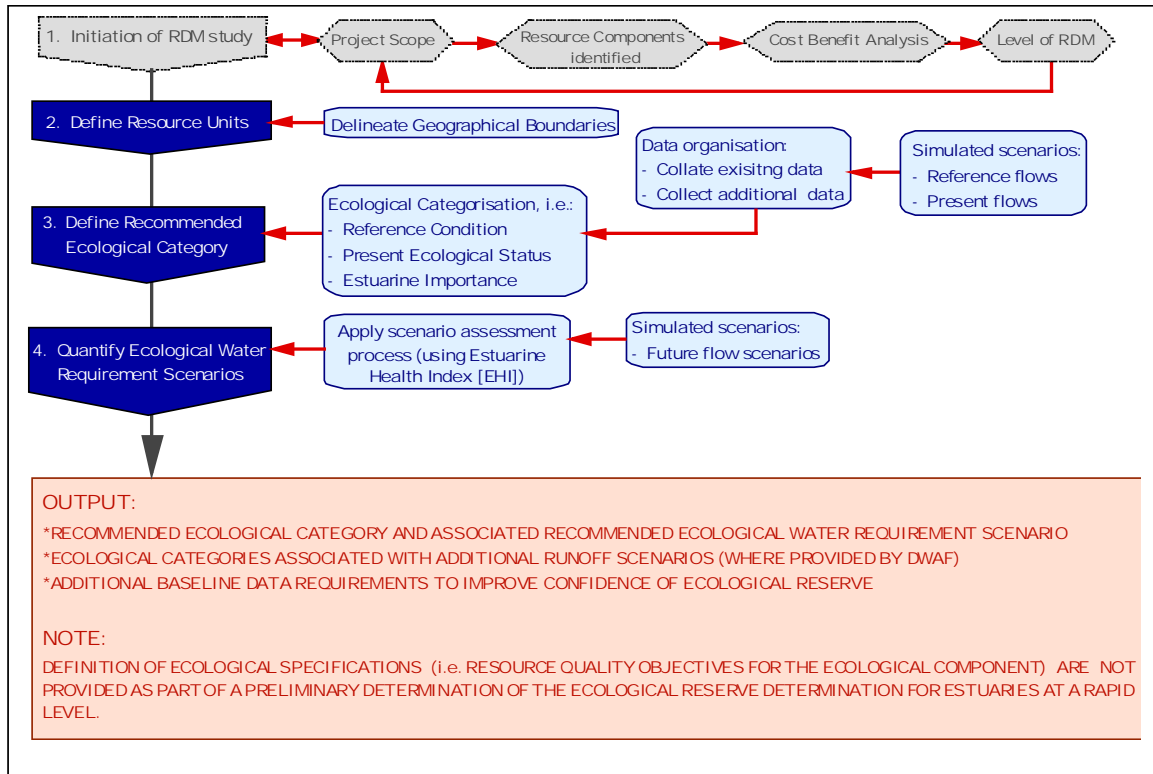 1. Initiation of RDM study
Project Scope
Resource Components
identified
Cost Benefit Analysis
Level of RDM
2. Define Resource Units
Delineate Geographical Boundaries
Data organisation:
- Collate exisitng data
- Collect additional data
Simulated scenarios:
- Reference flows
- Present flows
3. Define Recommended
Ecological Category
Ecological Categorisation, i.e.:
- Reference Condition
- Present Ecological Status
- Estuarine Importance
4. Quantify Ecological Water
Requirement Scenarios
Apply scenario assessment
process (using Estuarine
Health Index [EHI])
Simulated scenarios:
- Future flow scenarios
OUTPUT:
*RECOMMENDED ECOLOGICAL CATEGORY AND ASSOCIATED RECOMMENDED ECOLOGICAL WATER REQUIREMENT SCENARIO
*ECOLOGICAL CATEGORIES ASSOCIATED WITH ADDITIONAL RUNOFF SCENARIOS (WHERE PROVIDED BY DWAF)
*ADDITIONAL BASELINE DATA REQUIREMENTS TO IMPROVE CONFIDENCE OF ECOLOGICAL RESERVE
NOTE:
DEFINITION OF ECOLOGICAL SPECIFICATIONS (i.e. RESOURCE QUALITY OBJECTIVES FOR THE ECOLOGICAL COMPONENT) ARE NOT
PROVIDED AS PART OF A PRELIMINARY DETERMINATION OF THE ECOLOGICAL RESERVE DETERMINATION FOR ESTUARIES AT A RAPID
LEVEL.